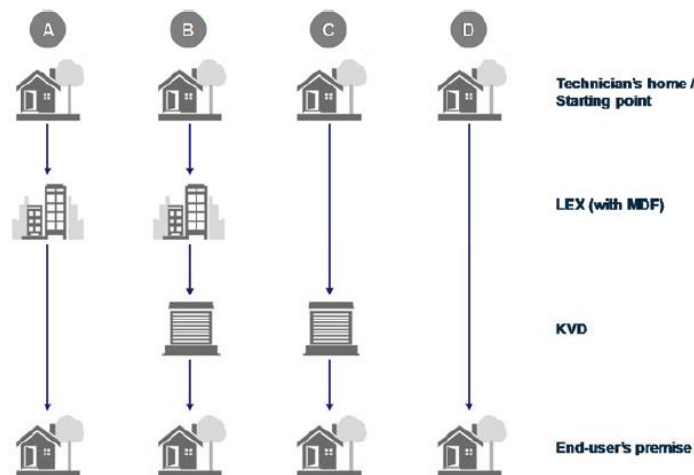 A B C D
Technician's home /
Starting point
LEX (with MDF)
KVD
End-user's premise